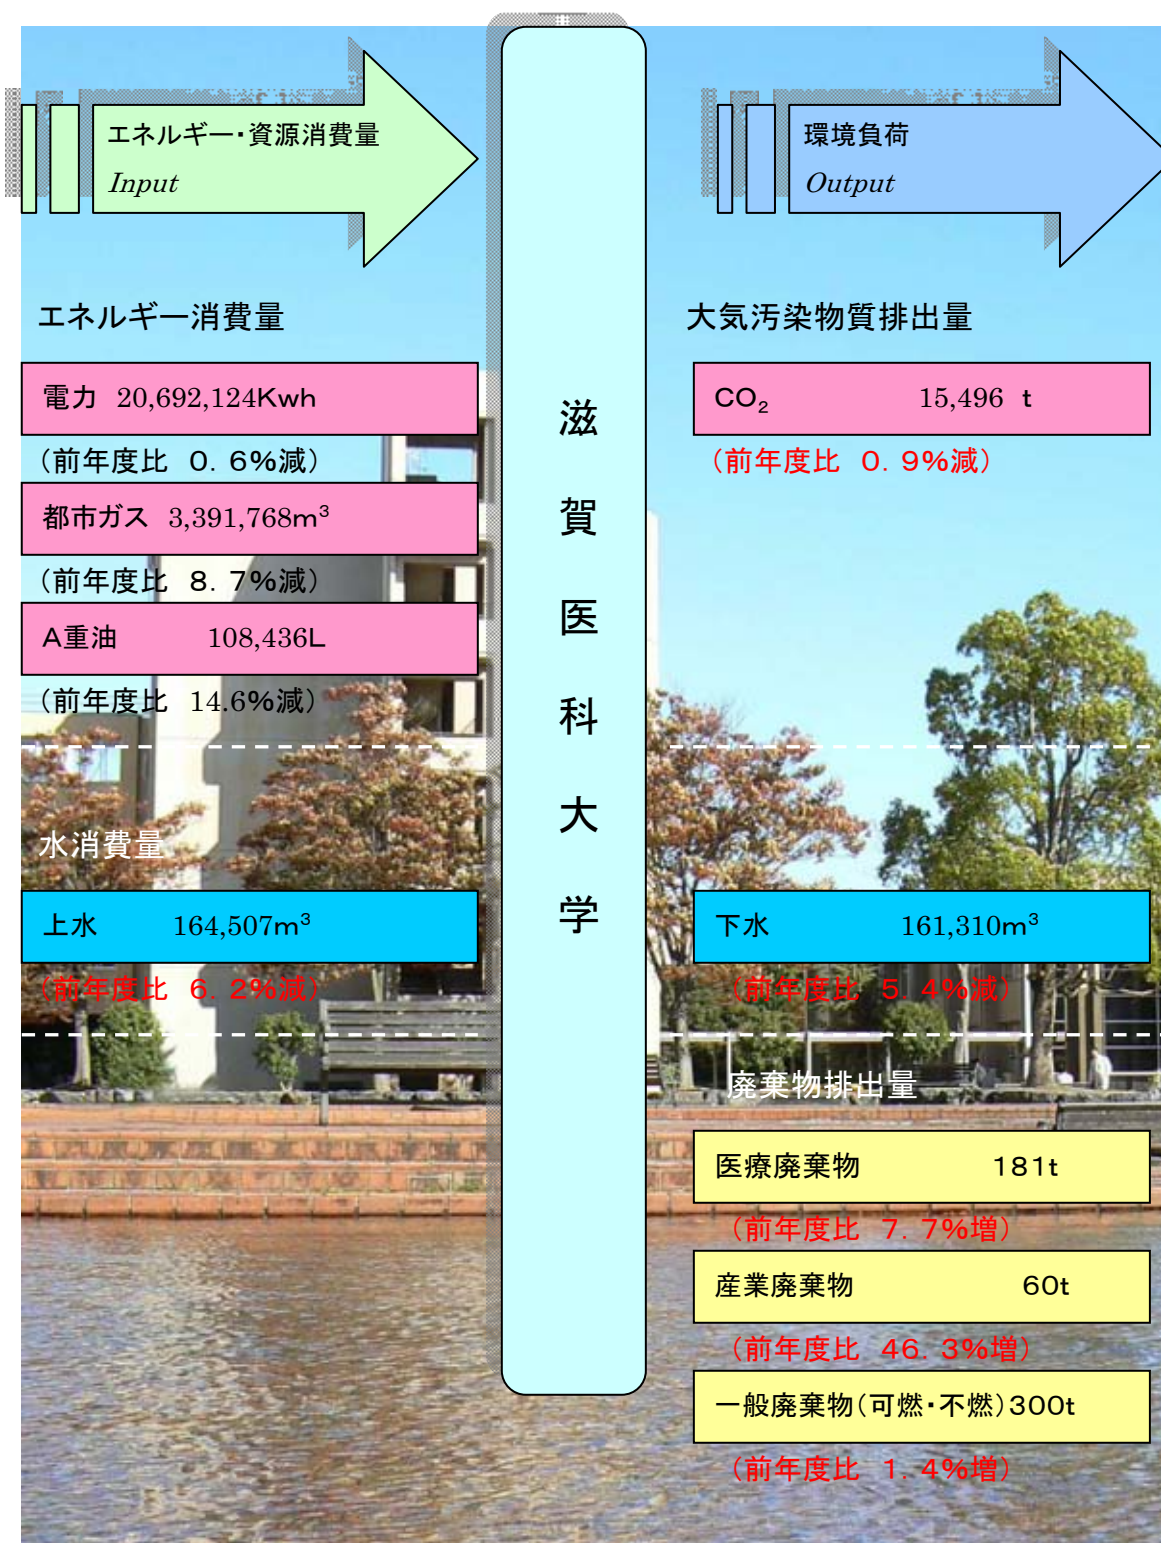 エネルギー・資源消費量
Input
環境負荷
Output
滋賀医科大学
エネルギー消費量
電力 20,692,124Kwh
(前年度比 0.6%減)
都市ガス 3,391,768m³
(前年度比 8.7%減)
A重油 108,436L
(前年度比 14.6%減)
水消費量
上水 164,507m³
(前年度比 6.2%減)
大気汚染物質排出量
CO₂ 15,496 t
(前年度比 0.9%減)
下水 161,310m³
(前年度比 5.4%減)
廃棄物排出量
医療廃棄物 181t
(前年度比 7.7%増)
産業廃棄物 60t
(前年度比 46.3%増)
一般廃棄物(可燃・不燃)300t
(前年度比 1.4%増)